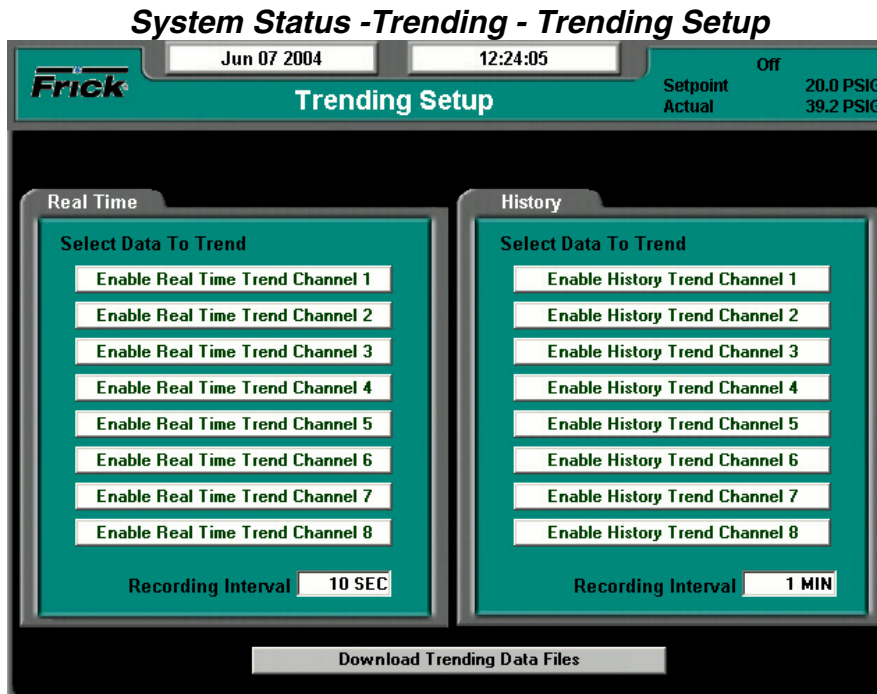 System Status -Trending - Trending Setup
Jun 07 2004
12:24:05
Off
Frick
Trending Setup
Setpoint 20.0 PSIG
Actual 39.2 PSIG
Real Time
Select Data To Trend
Enable Real Time Trend Channel 1
Enable Real Time Trend Channel 2
Enable Real Time Trend Channel 3
Enable Real Time Trend Channel 4
Enable Real Time Trend Channel 5
Enable Real Time Trend Channel 6
Enable Real Time Trend Channel 7
Enable Real Time Trend Channel 8
Recording Interval 10 SEC
History
Select Data To Trend
Enable History Trend Channel 1
Enable History Trend Channel 2
Enable History Trend Channel 3
Enable History Trend Channel 4
Enable History Trend Channel 5
Enable History Trend Channel 6
Enable History Trend Channel 7
Enable History Trend Channel 8
Recording Interval 1 MIN
Download Trending Data Files